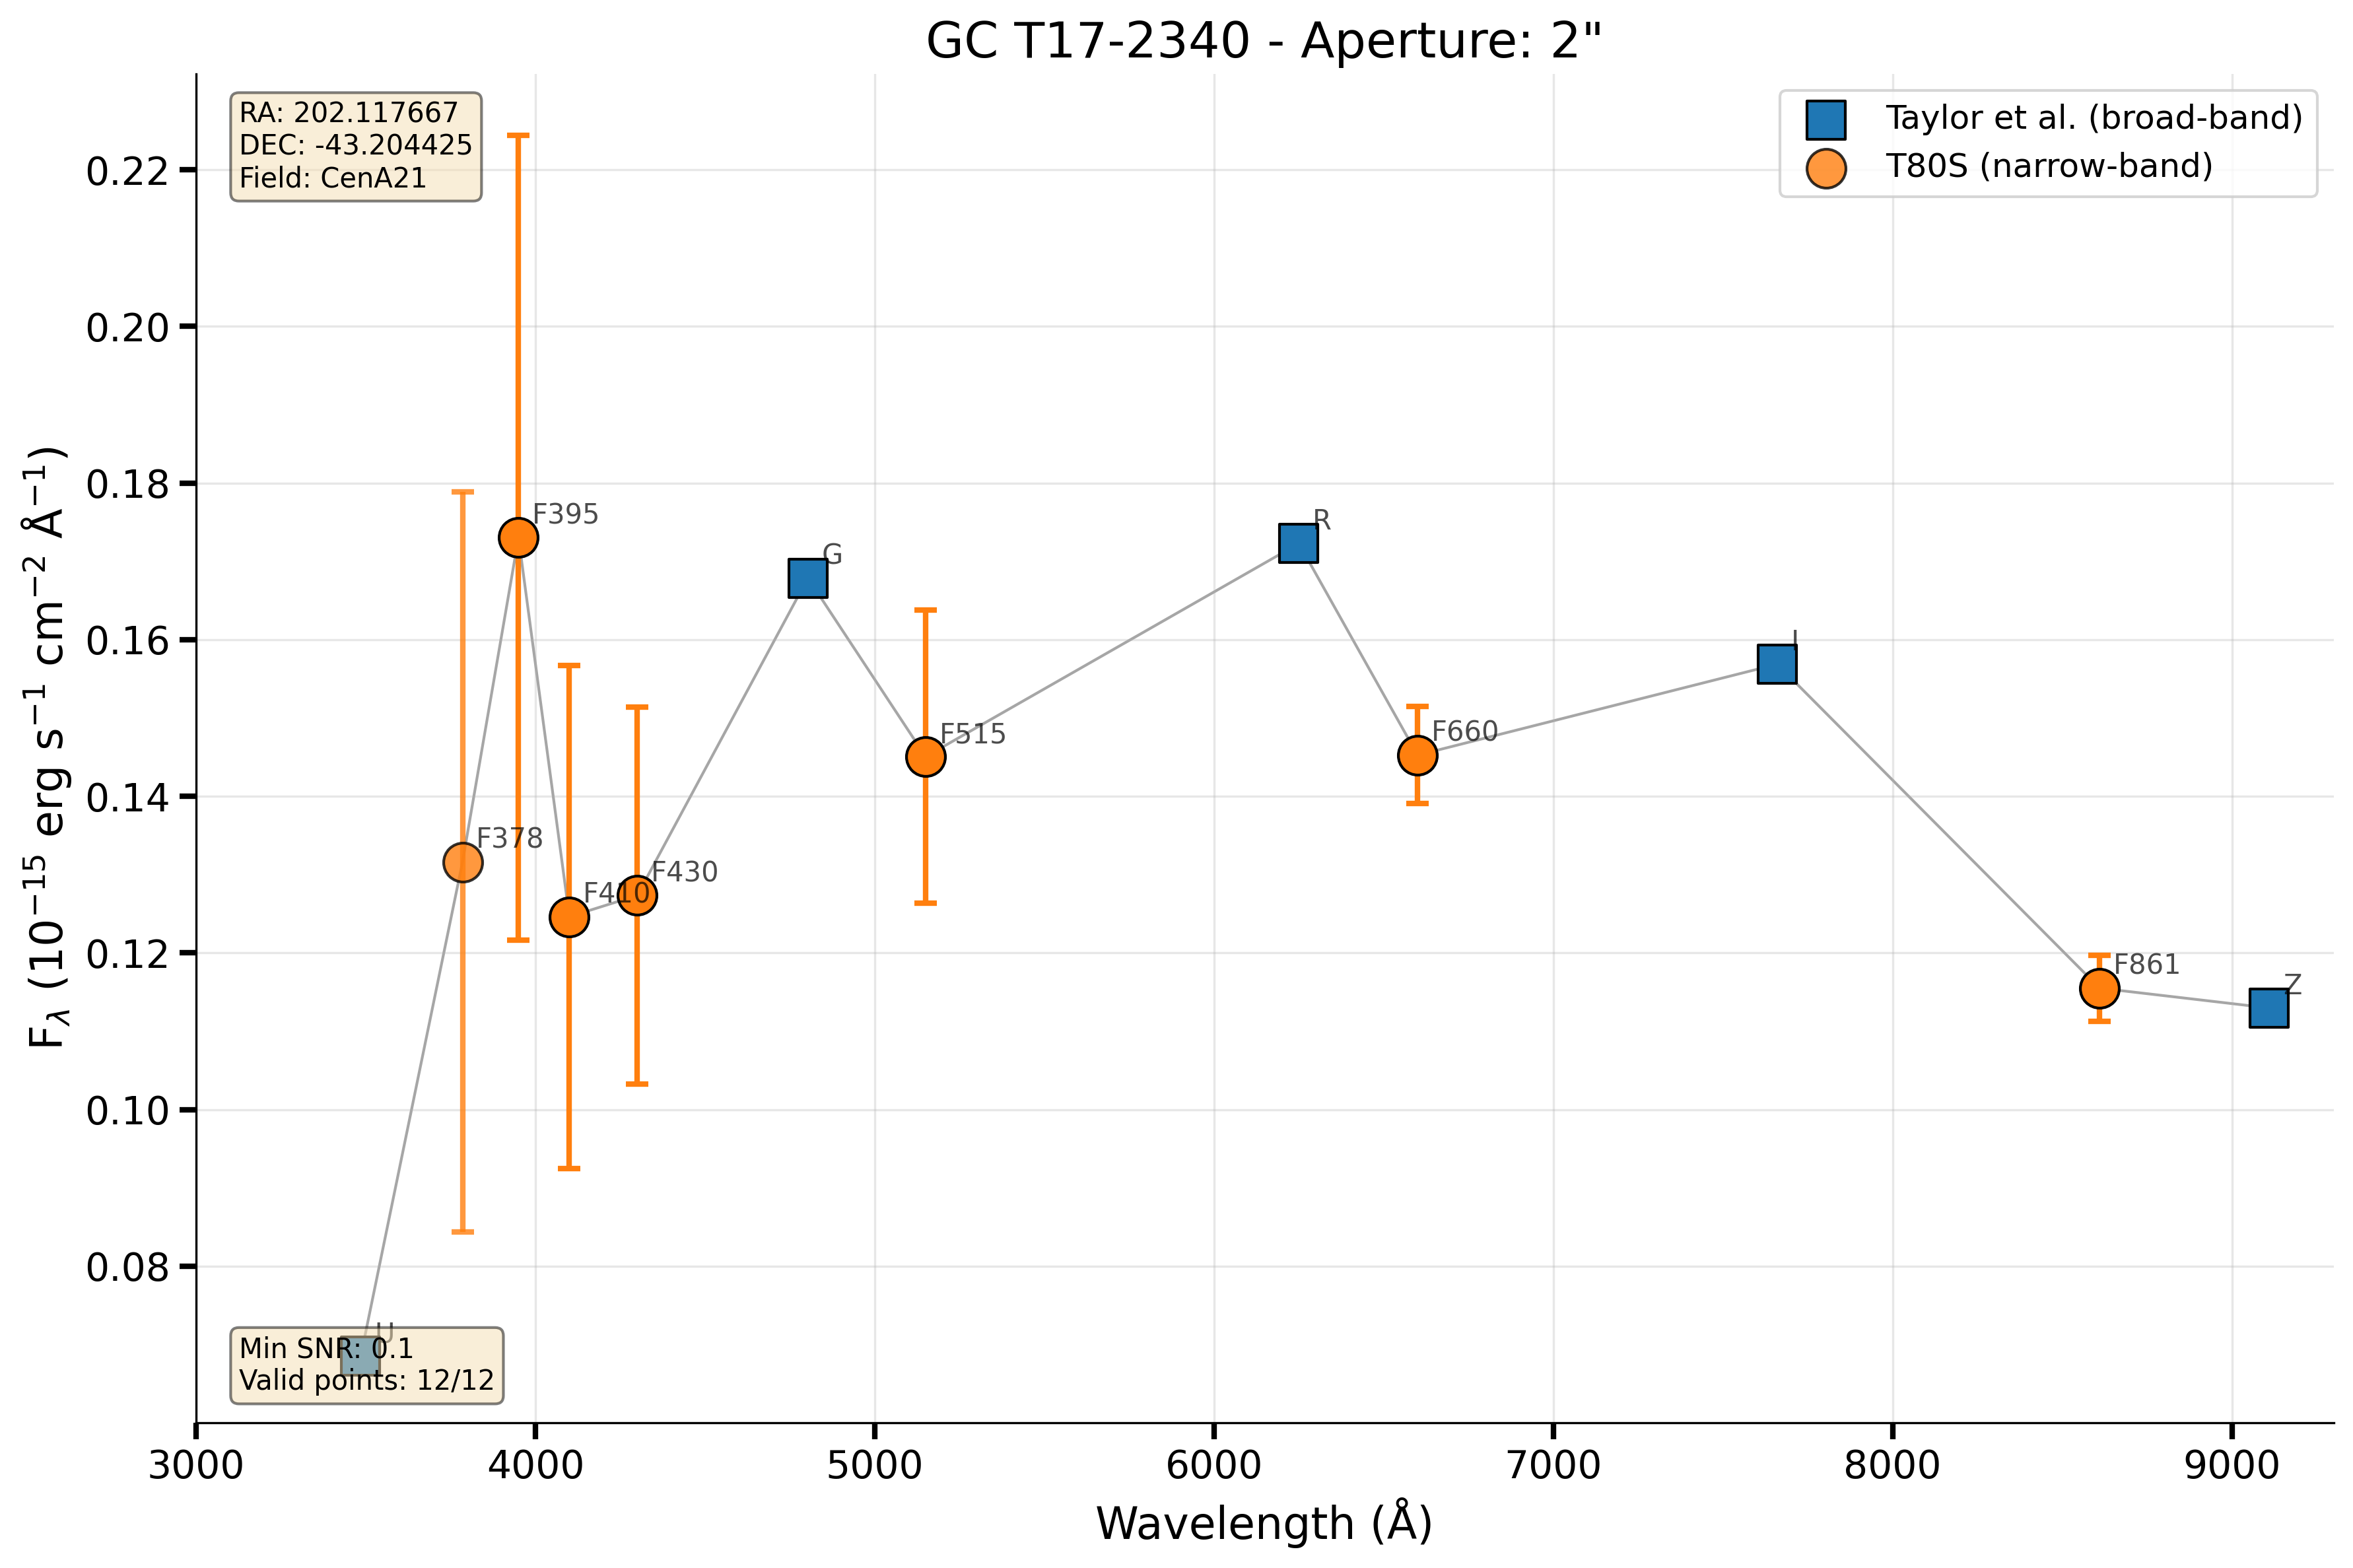 GC T17-2340 - Aperture: 2"
RA: 202.117667
DEC: -43.204425
Field: CenA21
Taylor et al. (broad-band)
T80S (narrow-band)
0.22
0.20
0.18
0.16
0.14
0.12
0.10
0.08
F395
G
R
I
F515
F660
F378
F430
F410
F861
Z
U
Min SNR: 0.1
Valid points: 12/12
3000 4000 5000 6000 7000 8000 9000
Wavelength (Å)
Fλ (10⁻¹⁵ erg s⁻¹ cm⁻² Å⁻¹)